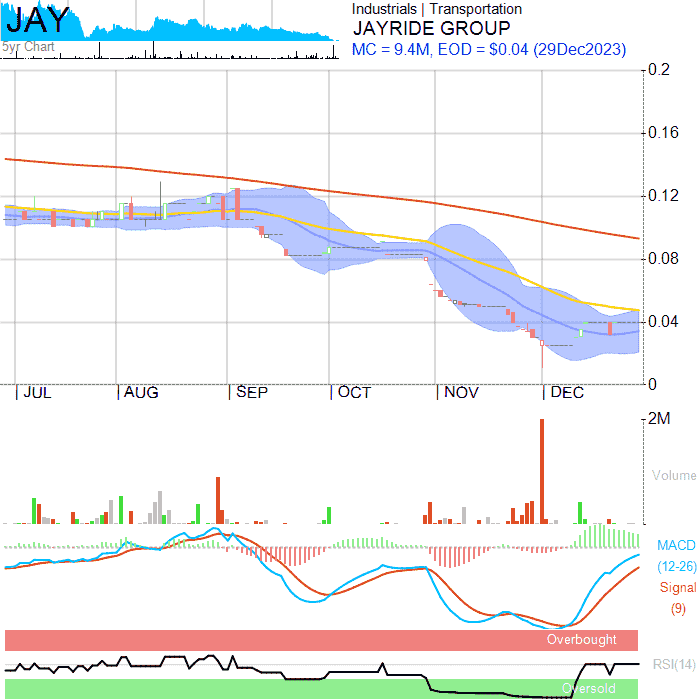 JAY
5yr Chart
Industrials | Transportation
JAYRIDE GROUP
MC = 9.4M, EOD = $0.04 (29Dec2023)
0.2
0.16
0.12
0.08
0.04
0
JUL
AUG
SEP
OCT
NOV
DEC
2M
Volume
MACD
(12-26)
Signal
(9)
Overbought
RSI(14)
Oversold